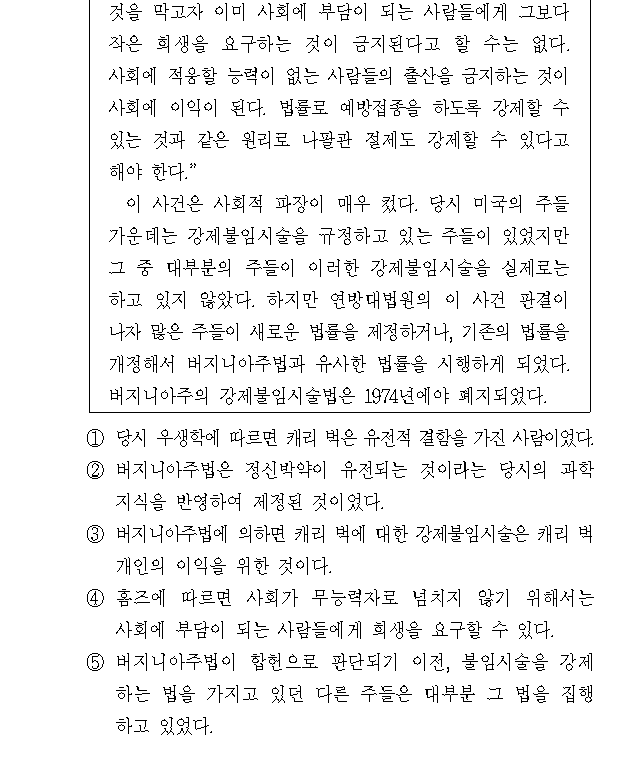 것을 막고자 이미 사회에 부담이 되는 사람들에게 그보다
작은 희생을 요구하는 것이 금지된다고 할 수는 없다.
사회에 적응할 능력이 없는 사람들의 출산을 금지하는 것이
사회에 이익이 된다. 법률로 예방접종을 하도록 강제할 수
있는 것과 같은 원리로 나팔관 절제도 강제할 수 있다고
해야 한다.”
이 사건은 사회적 파장이 매우 컸다. 당시 미국의 주들
가운데는 강제불임시술을 규정하고 있는 주들이 있었지만
그 중 대부분의 주들이 이러한 강제불임시술을 실제로는
하고 있지 않았다. 하지만 연방대법원의 이 사건 판결이
나자 많은 주들이 새로운 법률을 제정하거나, 기존의 법률을
개정해서 버지니아주법과 유사한 법률을 시행하게 되었다.
버지니아주의 강제불임시술법은 1974년에야 폐지되었다.
① 당시 우생학에 따르면 캐리 벅은 유전적 결함을 가진 사람이었다.
② 버지니아주법은 정신박약이 유전되는 것이라는 당시의 과학
지식을 반영하여 제정된 것이었다.
③ 버지니아주법에 의하면 캐리 벅에 대한 강제불임시술은 캐리 벅
개인의 이익을 위한 것이다.
④ 홈즈에 따르면 사회가 무능력자로 넘치지 않기 위해서는
사회에 부담이 되는 사람들에게 희생을 요구할 수 있다.
⑤ 버지니아주법이 합헌으로 판단되기 이전, 불임시술을 강제
하는 법을 가지고 있던 다른 주들은 대부분 그 법을 집행
하고 있었다.